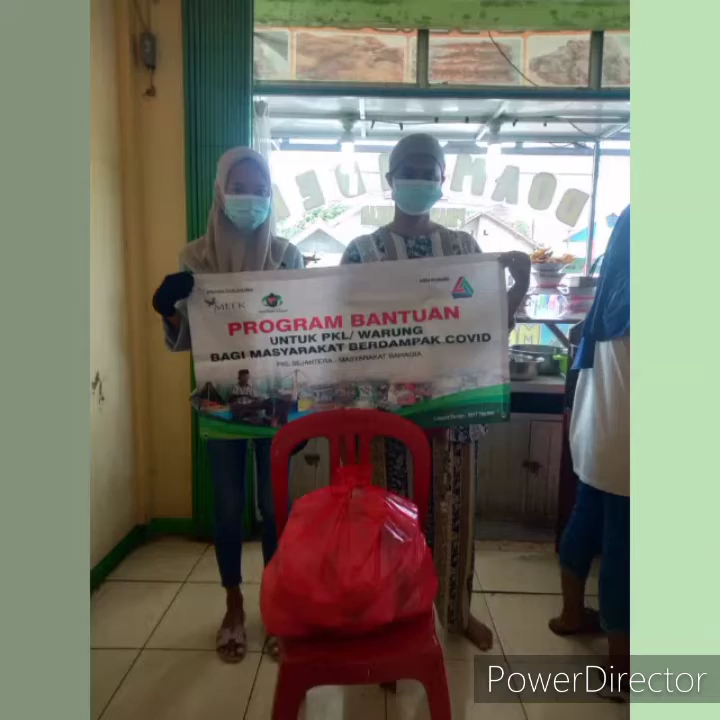 MEEK
PROGRAM BANTUAN
UNTUK PKL/ WARUNG
BAGI MASYARAKAT BERDAMPAK COVID
PKL SEJAHTERA - MASYARAKAT BAHAGIA
PowerDirector